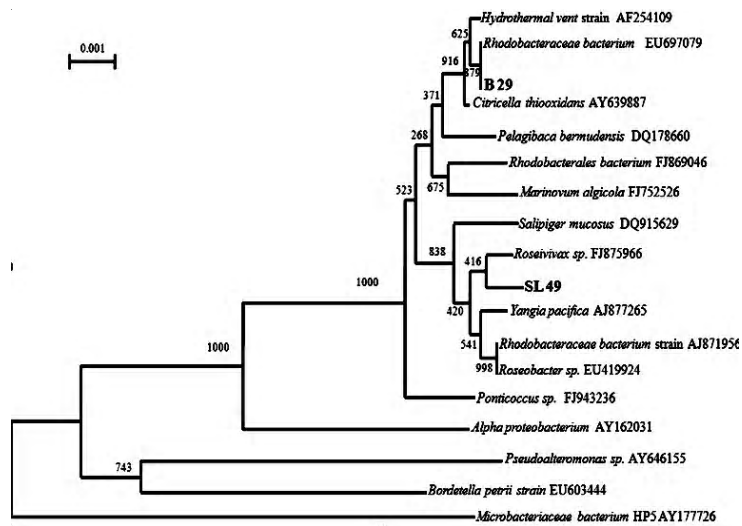 Hydrothermal vent strain AF254109
0.001
625
Rhodobacteraceae bacterium EU697079
916
879
B 29
Citricella thiooxidans AY639887
371
268
Pelagibaca bermudensis DQ178660
Rhodobacterales bacterium FJ869046
675
Marinovum algicola FJ752526
523
Salipiger mucosus DQ915629
838
416
Roseivivax sp. FJ875966
1000
SL 49
420
Yangia pacifica AJ877265
1000
541
Rhodobacteraceae bacterium strain AJ871956
998
Roseobacter sp. EU419924
Ponticoccus sp. FJ943236
Alpha proteobacterium AY162031
743
Pseudoalteromonas sp. AY646155
Bordetella petrii strain EU603444
Microbacteriaceae bacterium HP5 AY177726